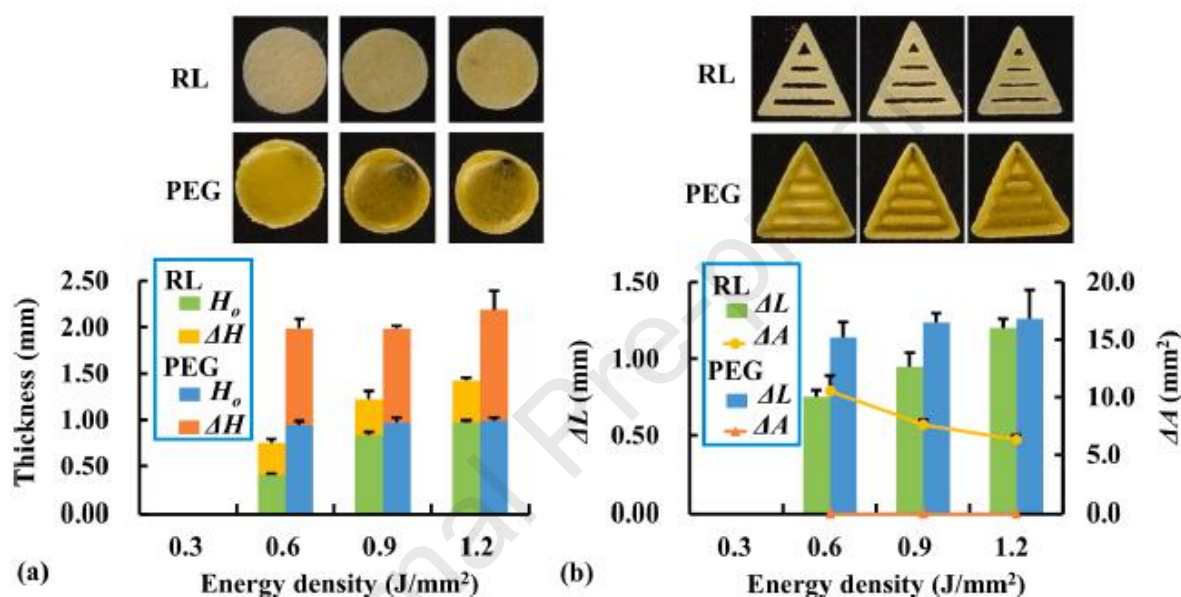 RL
PEG
RL
PEG
Thickness (mm)
2.50
2.00
1.50
1.00
0.50
0.00
RL
Hₒ
ΔH
PEG
Hₒ
ΔH
0.3 0.6 0.9 1.2
(a) Energy density (J/mm²)
ΔL (mm)
1.50
1.00
0.50
0.00
RL
ΔL
ΔA
PEG
ΔL
ΔA
20.0
15.0
10.0
5.0
0.0
ΔA (mm²)
0.3 0.6 0.9 1.2
(b) Energy density (J/mm²)
nal Pre-pr